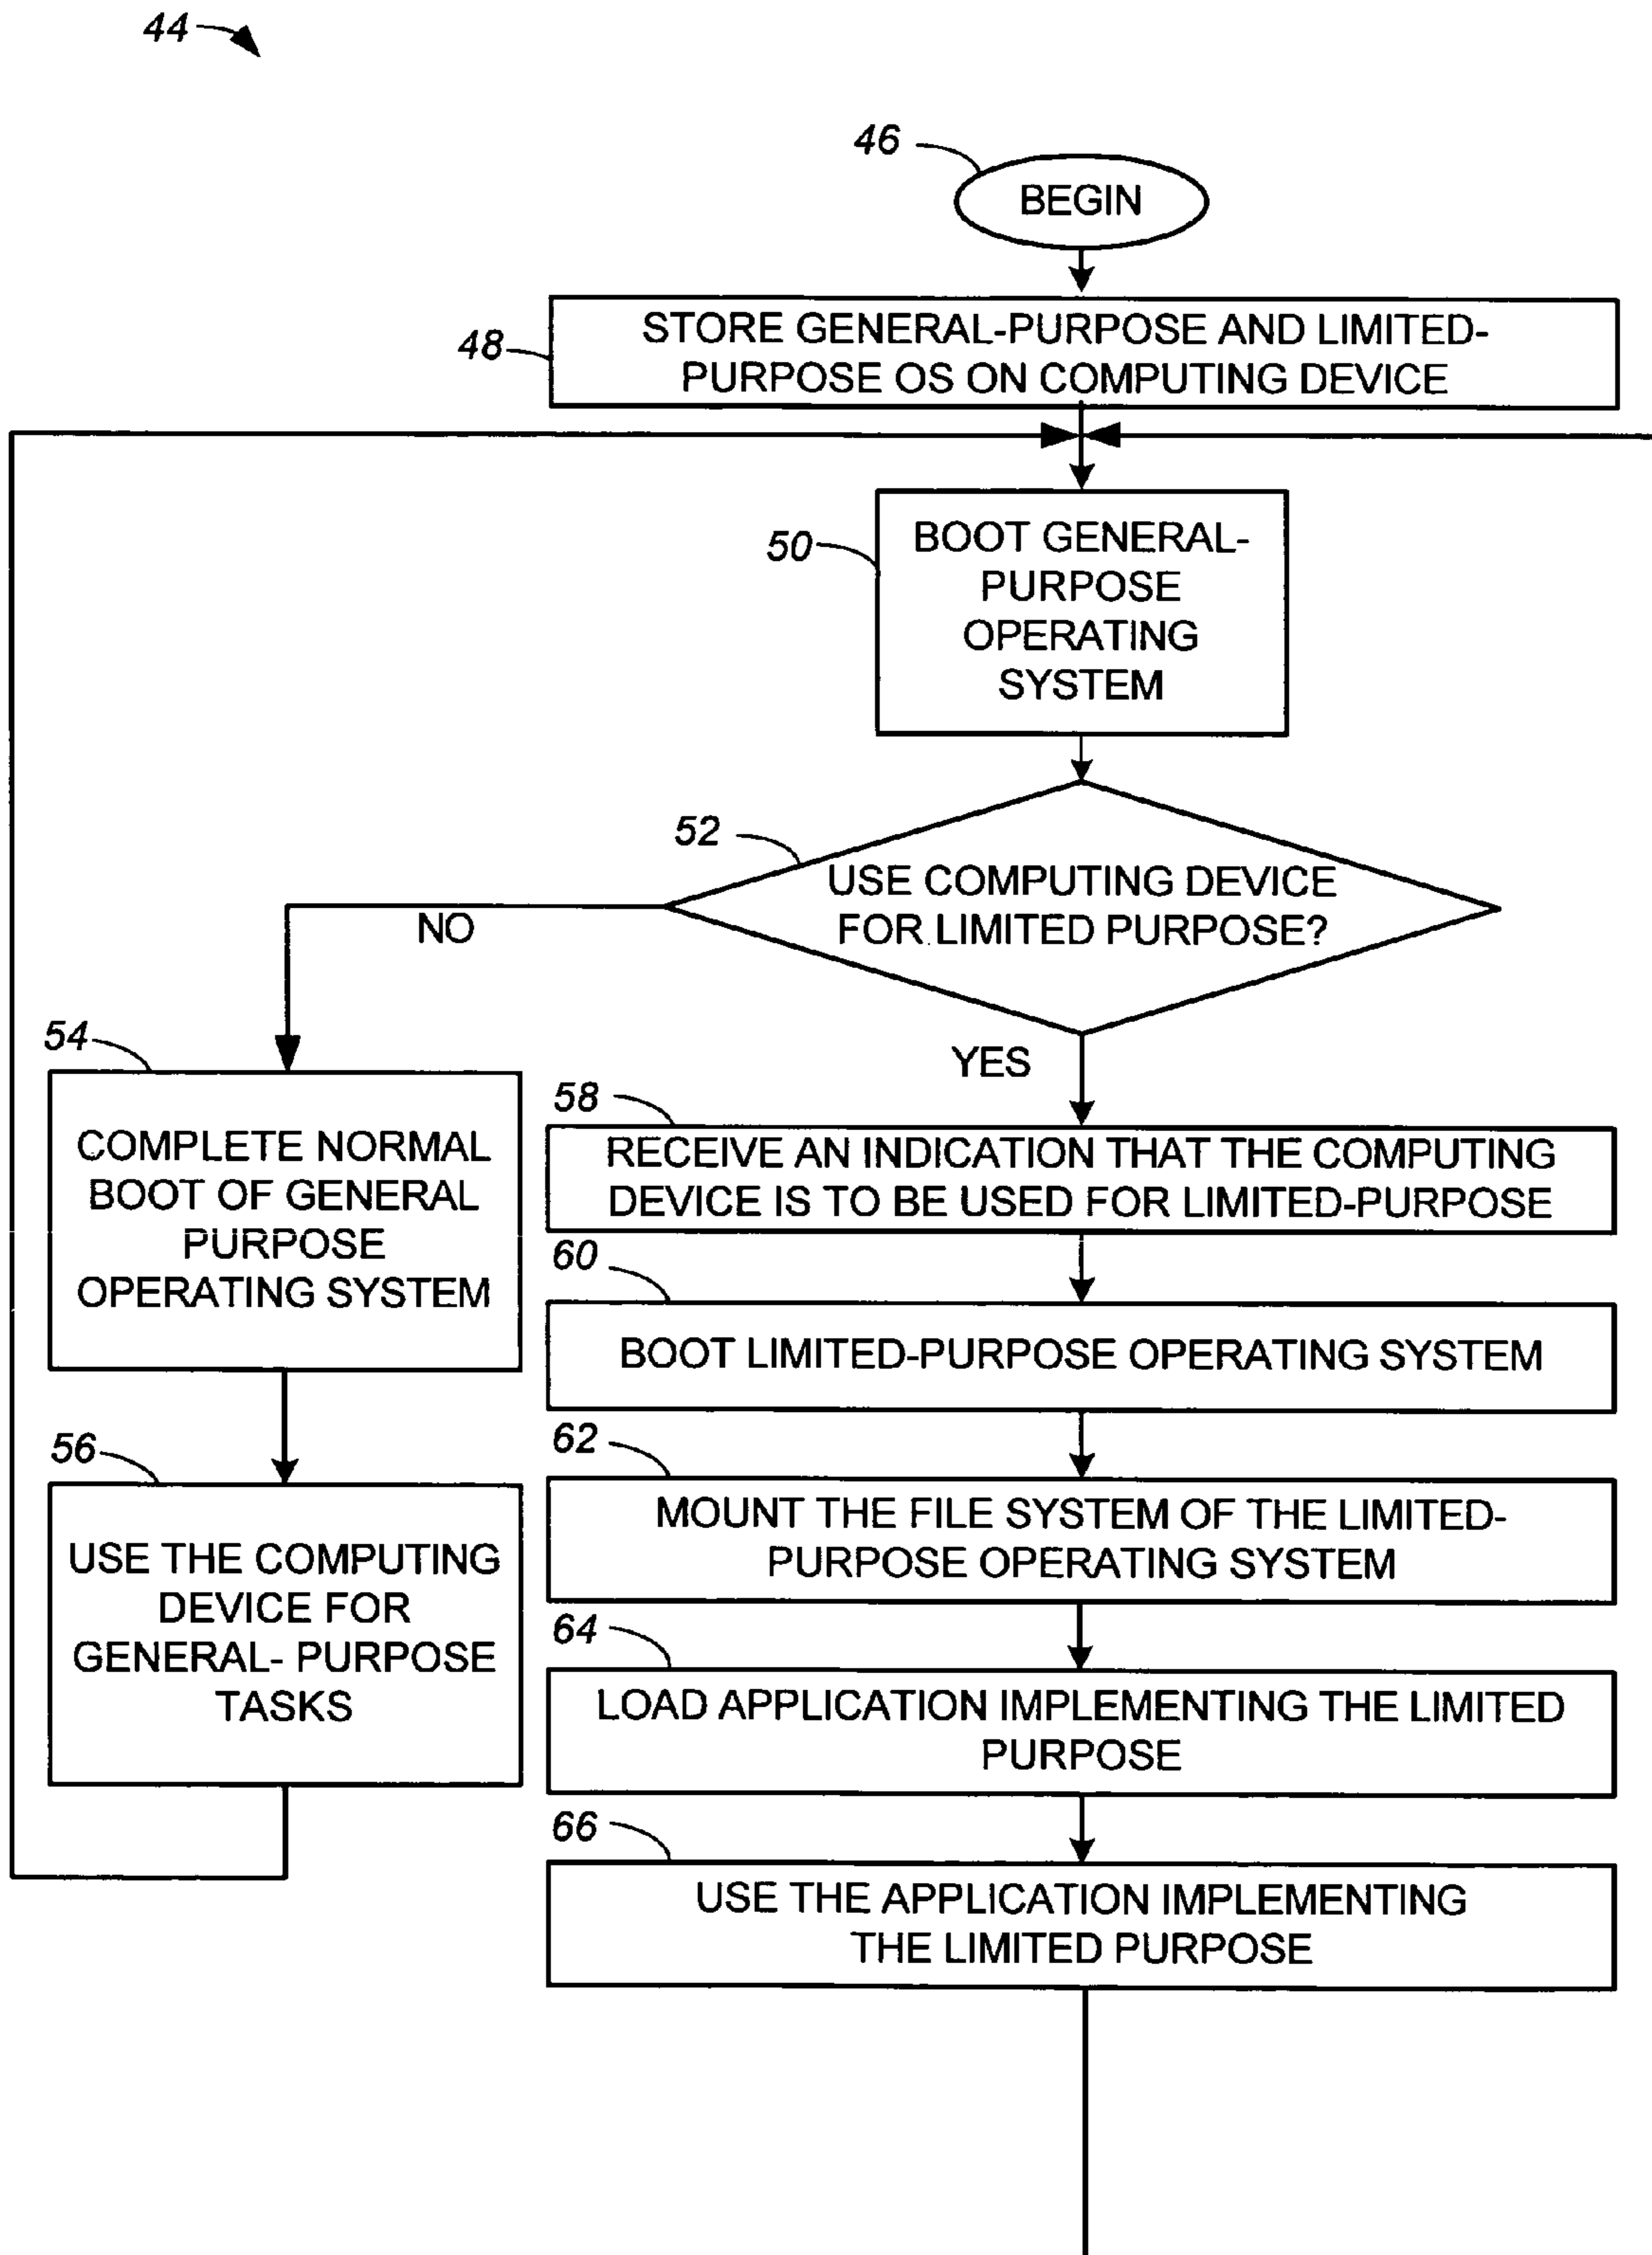 44
46
BEGIN
48
STORE GENERAL-PURPOSE AND LIMITED-
PURPOSE OS ON COMPUTING DEVICE
50
BOOT GENERAL-
PURPOSE
OPERATING
SYSTEM
52
USE COMPUTING DEVICE
FOR LIMITED PURPOSE?
NO
YES
54
COMPLETE NORMAL
BOOT OF GENERAL
PURPOSE
OPERATING SYSTEM
56
USE THE COMPUTING
DEVICE FOR
GENERAL- PURPOSE
TASKS
58
RECEIVE AN INDICATION THAT THE COMPUTING
DEVICE IS TO BE USED FOR LIMITED-PURPOSE
60
BOOT LIMITED-PURPOSE OPERATING SYSTEM
62
MOUNT THE FILE SYSTEM OF THE LIMITED-
PURPOSE OPERATING SYSTEM
64
LOAD APPLICATION IMPLEMENTING THE LIMITED
PURPOSE
66
USE THE APPLICATION IMPLEMENTING
THE LIMITED PURPOSE